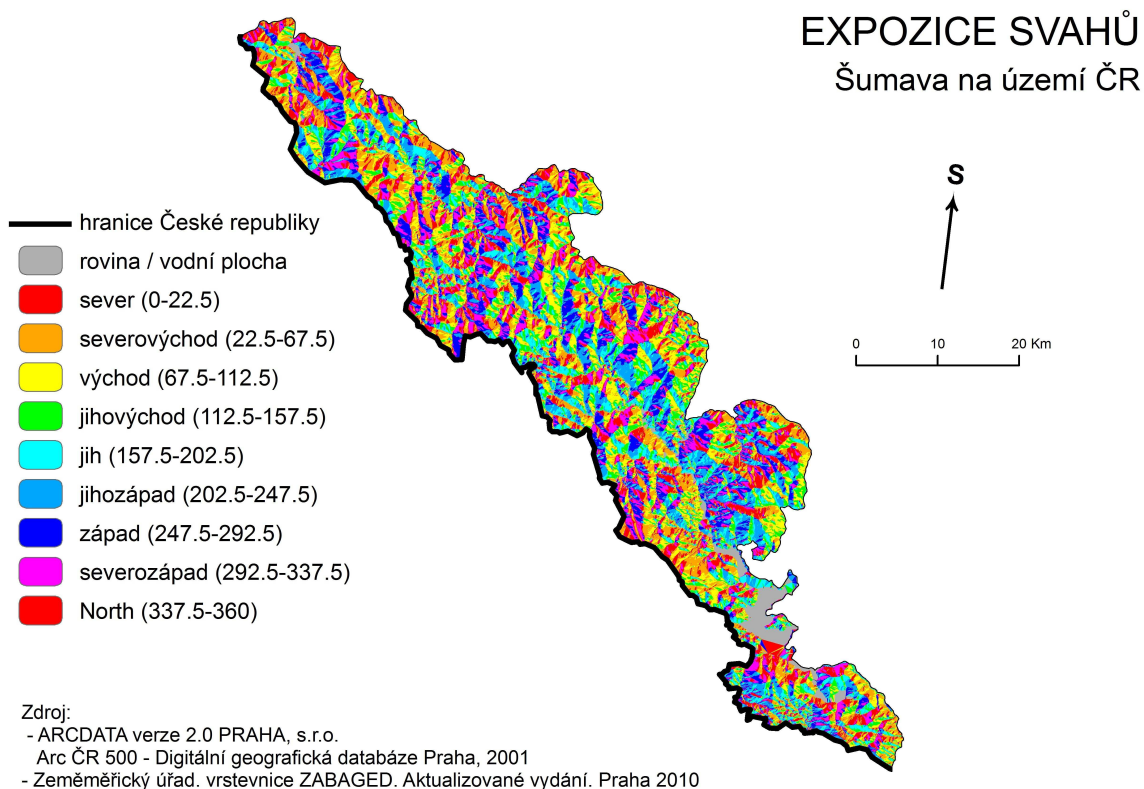 EXPOZICE SVAHŮ
Šumava na území ČR
S
hranice České republiky
rovina / vodní plocha
sever (0-22.5)
severovýchod (22.5-67.5)
východ (67.5-112.5)
jihovýchod (112.5-157.5)
jih (157.5-202.5)
jihozápad (202.5-247.5)
západ (247.5-292.5)
severozápad (292.5-337.5)
North (337.5-360)
0 10 20 Km
Zdroj:
- ARCDATA verze 2.0 PRAHA, s.r.o.
Arc ČR 500 - Digitální geografická databáze Praha, 2001
- Zeměměřický úřad. vrstevnice ZABAGED. Aktualizované vydání. Praha 2010